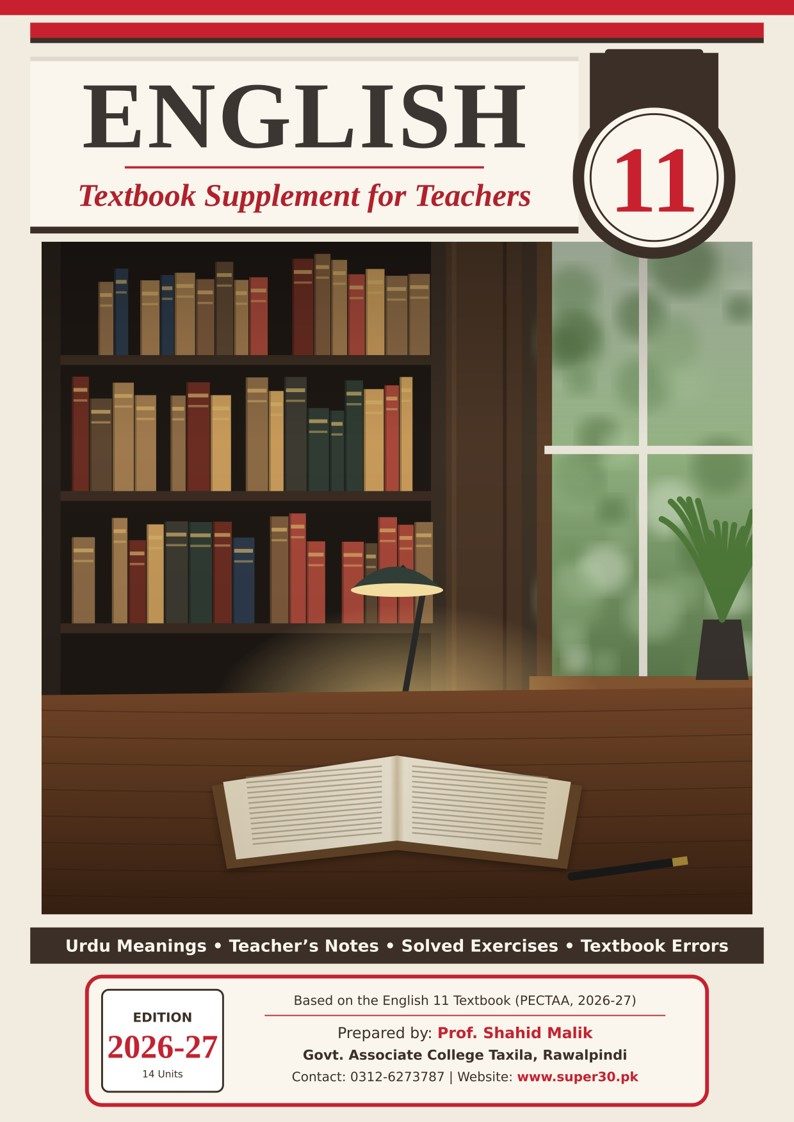 ENGLISH
Textbook Supplement for Teachers
11
Urdu Meanings • Teacher’s Notes • Solved Exercises • Textbook Errors
EDITION
2026-27
14 Units
Based on the English 11 Textbook (PECTAA, 2026-27)
Prepared by: Prof. Shahid Malik
Govt. Associate College Taxila, Rawalpindi
Contact: 0312-6273787 | Website: www.super30.pk